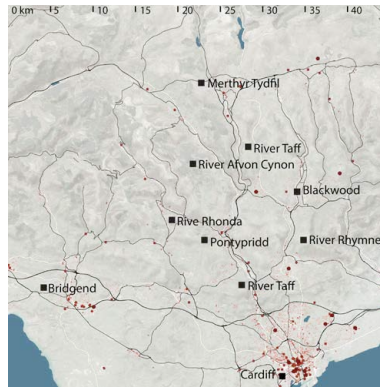 0 km 5 10 15 20 25 30 35 40
Merthyr Tydfil
River Taff
River Afvon Cynon
Blackwood
Rive Rhonda
Pontypridd
River Rhymne
Bridgend
River Taff
Cardiff